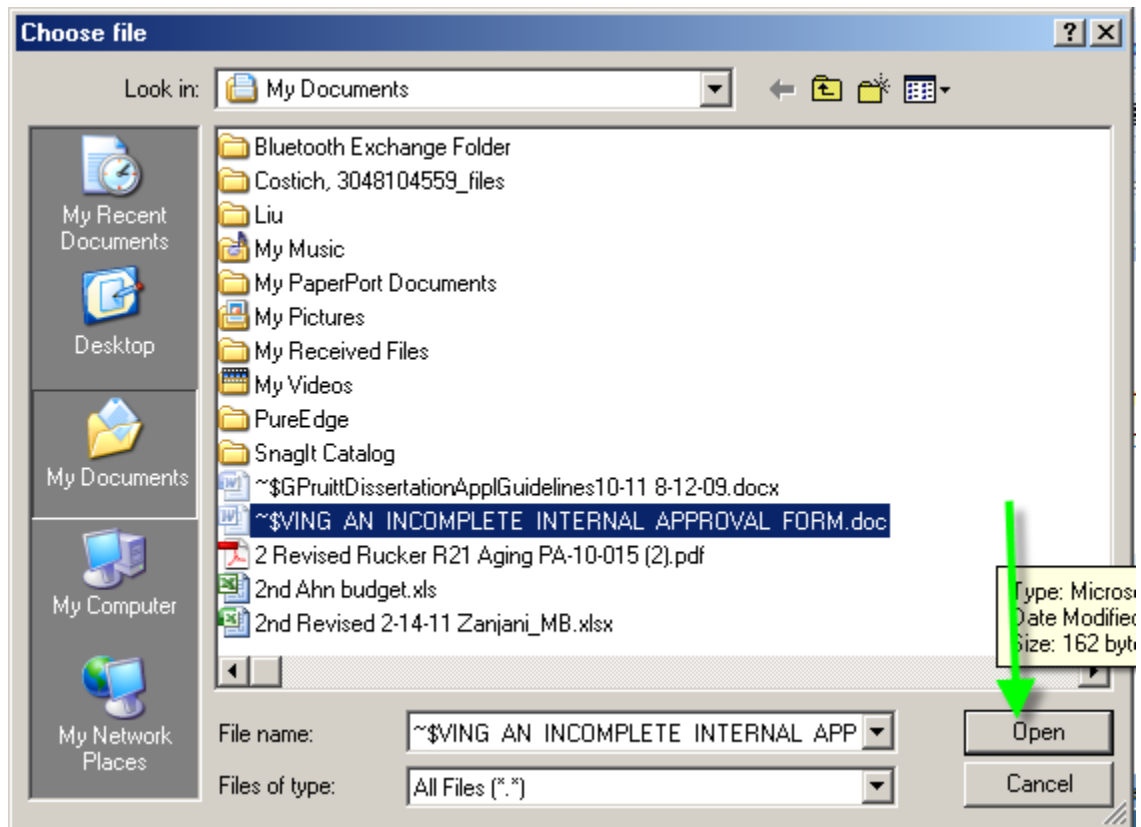 Choose file
Look in:
My Documents
My Recent
Documents
Desktop
My Documents
My Computer
My Network
Places
Bluetooth Exchange Folder
Costich, 3048104559_files
Liu
My Music
My PaperPort Documents
My Pictures
My Received Files
My Videos
PureEdge
SnagIt Catalog
~$GPruittDissertationApplGuidelines10-11 8-12-09.docx
~$VING AN INCOMPLETE INTERNAL APPROVAL FORM.doc
2 Revised Rucker R21 Aging PA-10-015 (2).pdf
2nd Ahn budget.xls
2nd Revised 2-14-11 Zanjani_MB.xlsx
Type: Micros
Date Modified
Size: 162 byt
File name:
~$VING AN INCOMPLETE INTERNAL APP
Open
Files of type:
All Files (*.*)
Cancel